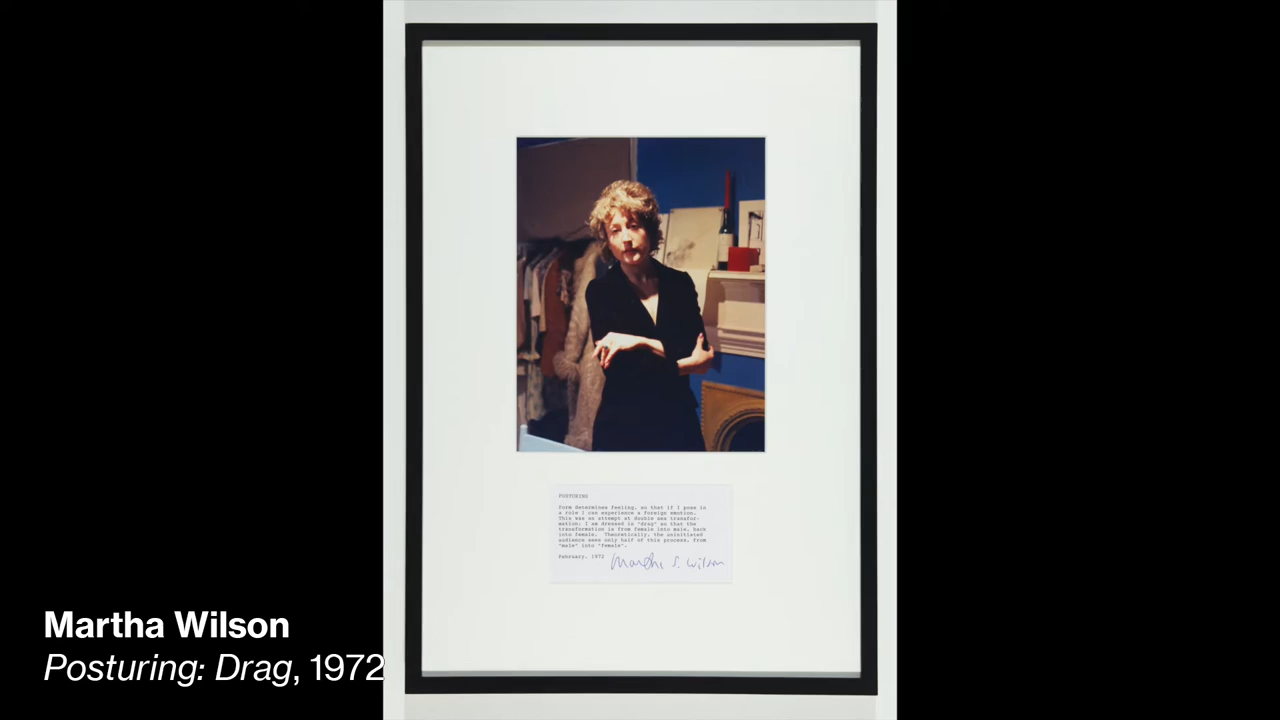 POSTURING
Form determines feeling, so that if I pose in
a role I can experience a foreign emotion.
This was an attempt at double sex transfor-
mation; I am dressed in "drag" so that the
transformation is from female into male, back
into female. Theoretically, the uninitiated
audience sees only half of this process, from
"male" into "female".
February, 1972 Martha S. Wilson
Martha Wilson
Posturing: Drag, 1972